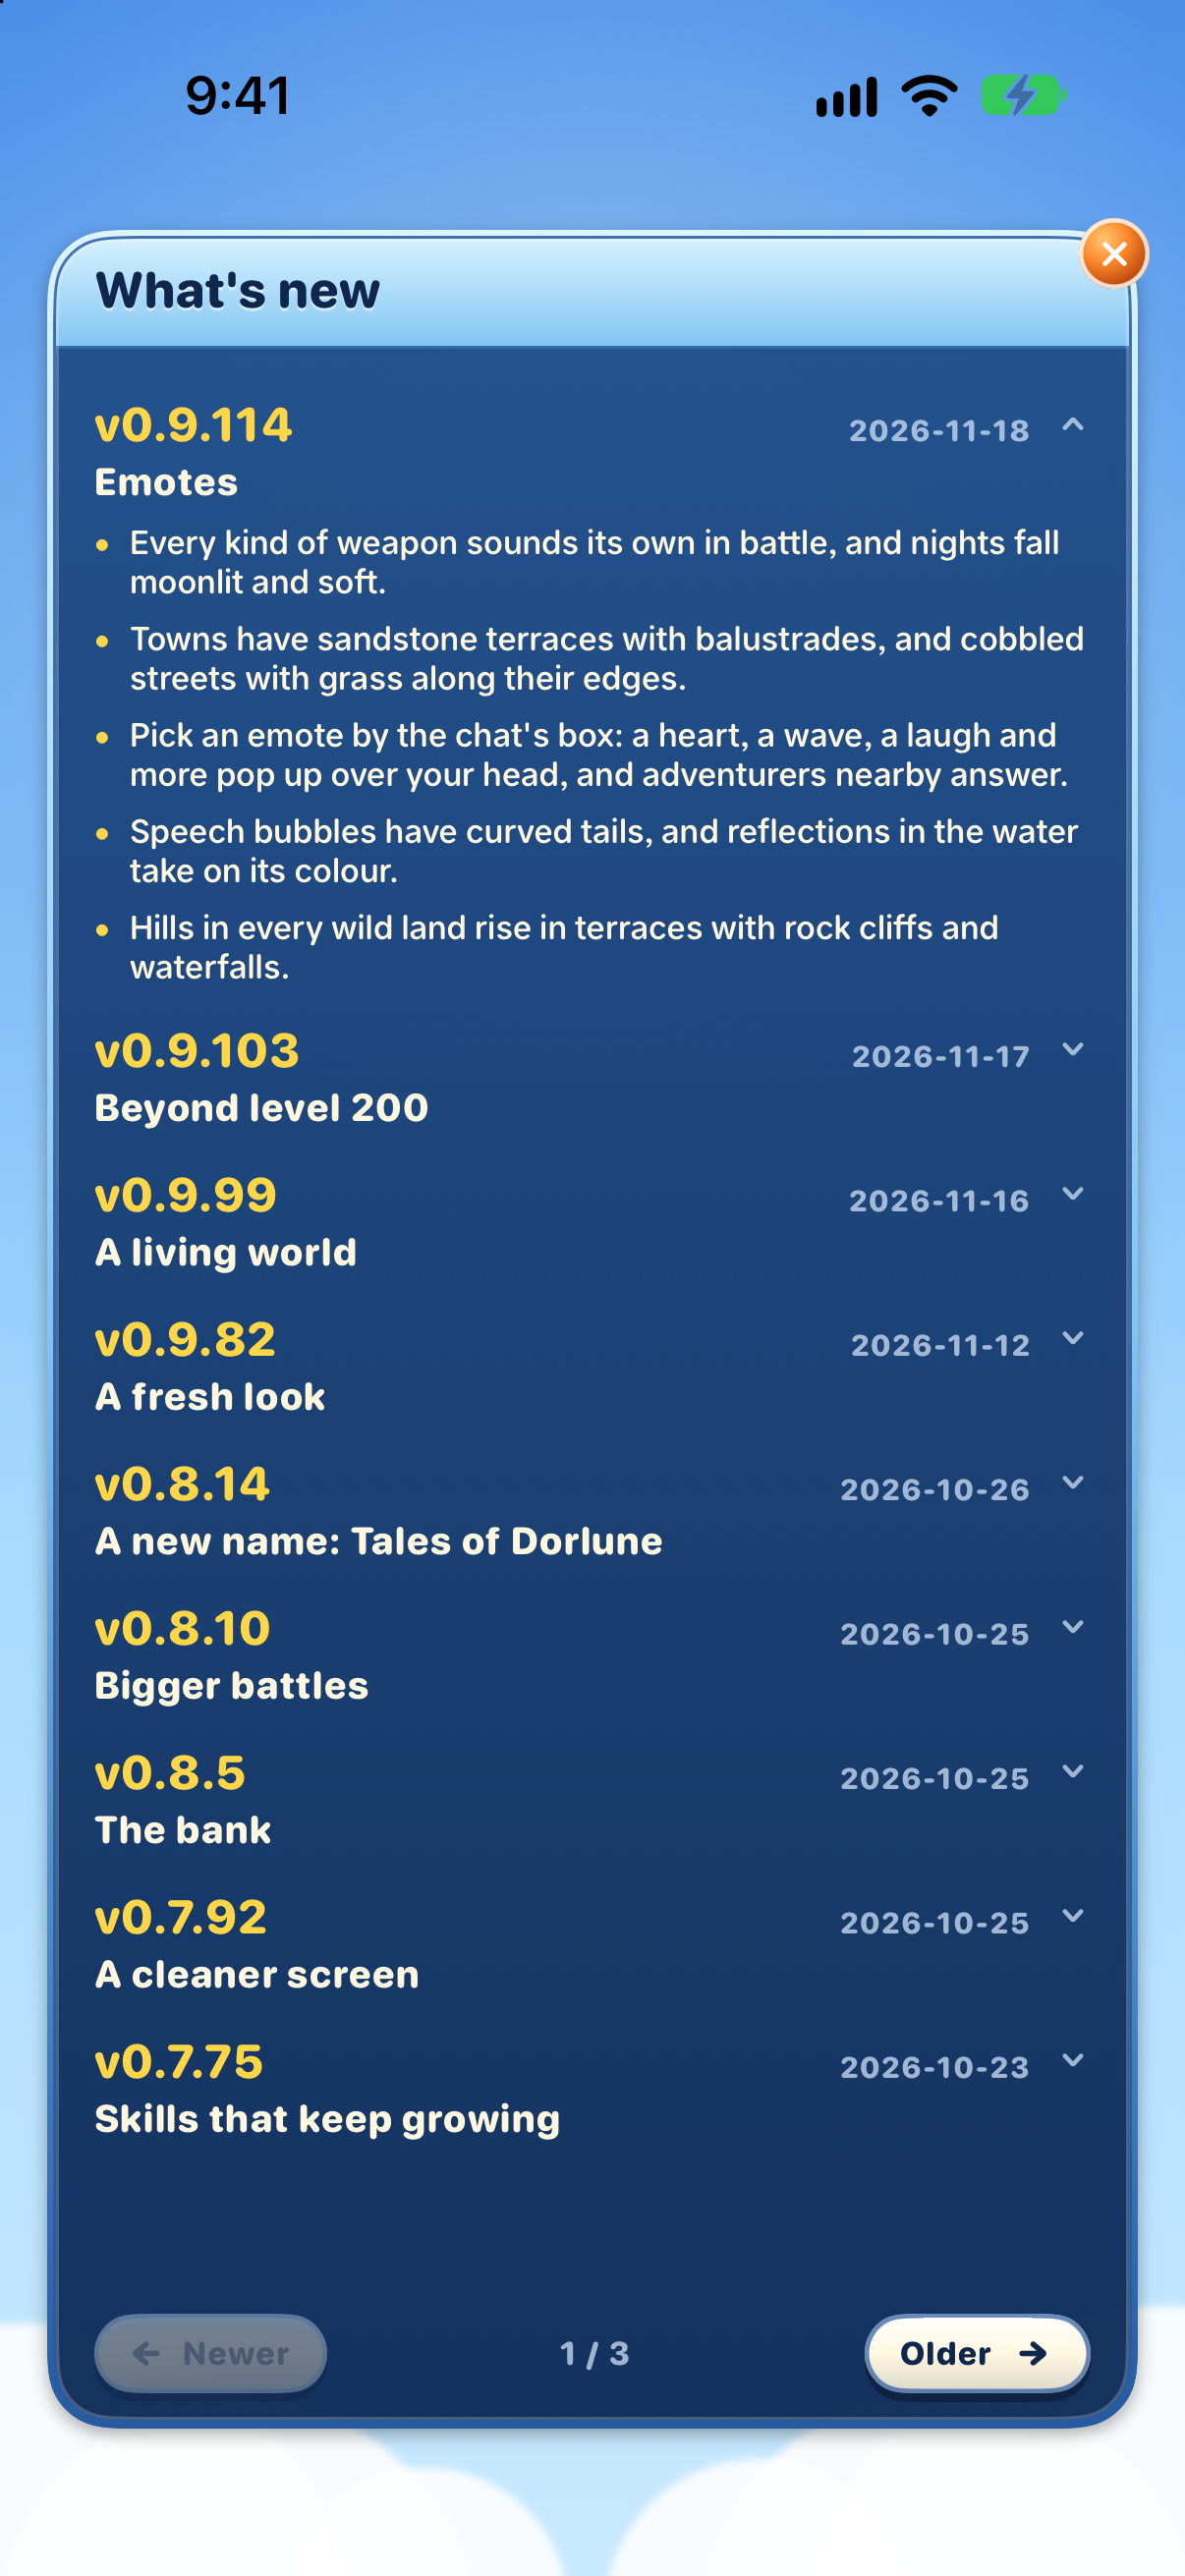 9:41
What's new
v0.9.114 2026-11-18
Emotes
• Every kind of weapon sounds its own in battle, and nights fall
moonlit and soft.
• Towns have sandstone terraces with balustrades, and cobbled
streets with grass along their edges.
• Pick an emote by the chat's box: a heart, a wave, a laugh and
more pop up over your head, and adventurers nearby answer.
• Speech bubbles have curved tails, and reflections in the water
take on its colour.
• Hills in every wild land rise in terraces with rock cliffs and
waterfalls.
v0.9.103 2026-11-17
Beyond level 200
v0.9.99 2026-11-16
A living world
v0.9.82 2026-11-12
A fresh look
v0.8.14 2026-10-26
A new name: Tales of Dorlune
v0.8.10 2026-10-25
Bigger battles
v0.8.5 2026-10-25
The bank
v0.7.92 2026-10-25
A cleaner screen
v0.7.75 2026-10-23
Skills that keep growing
← Newer 1 / 3 Older →